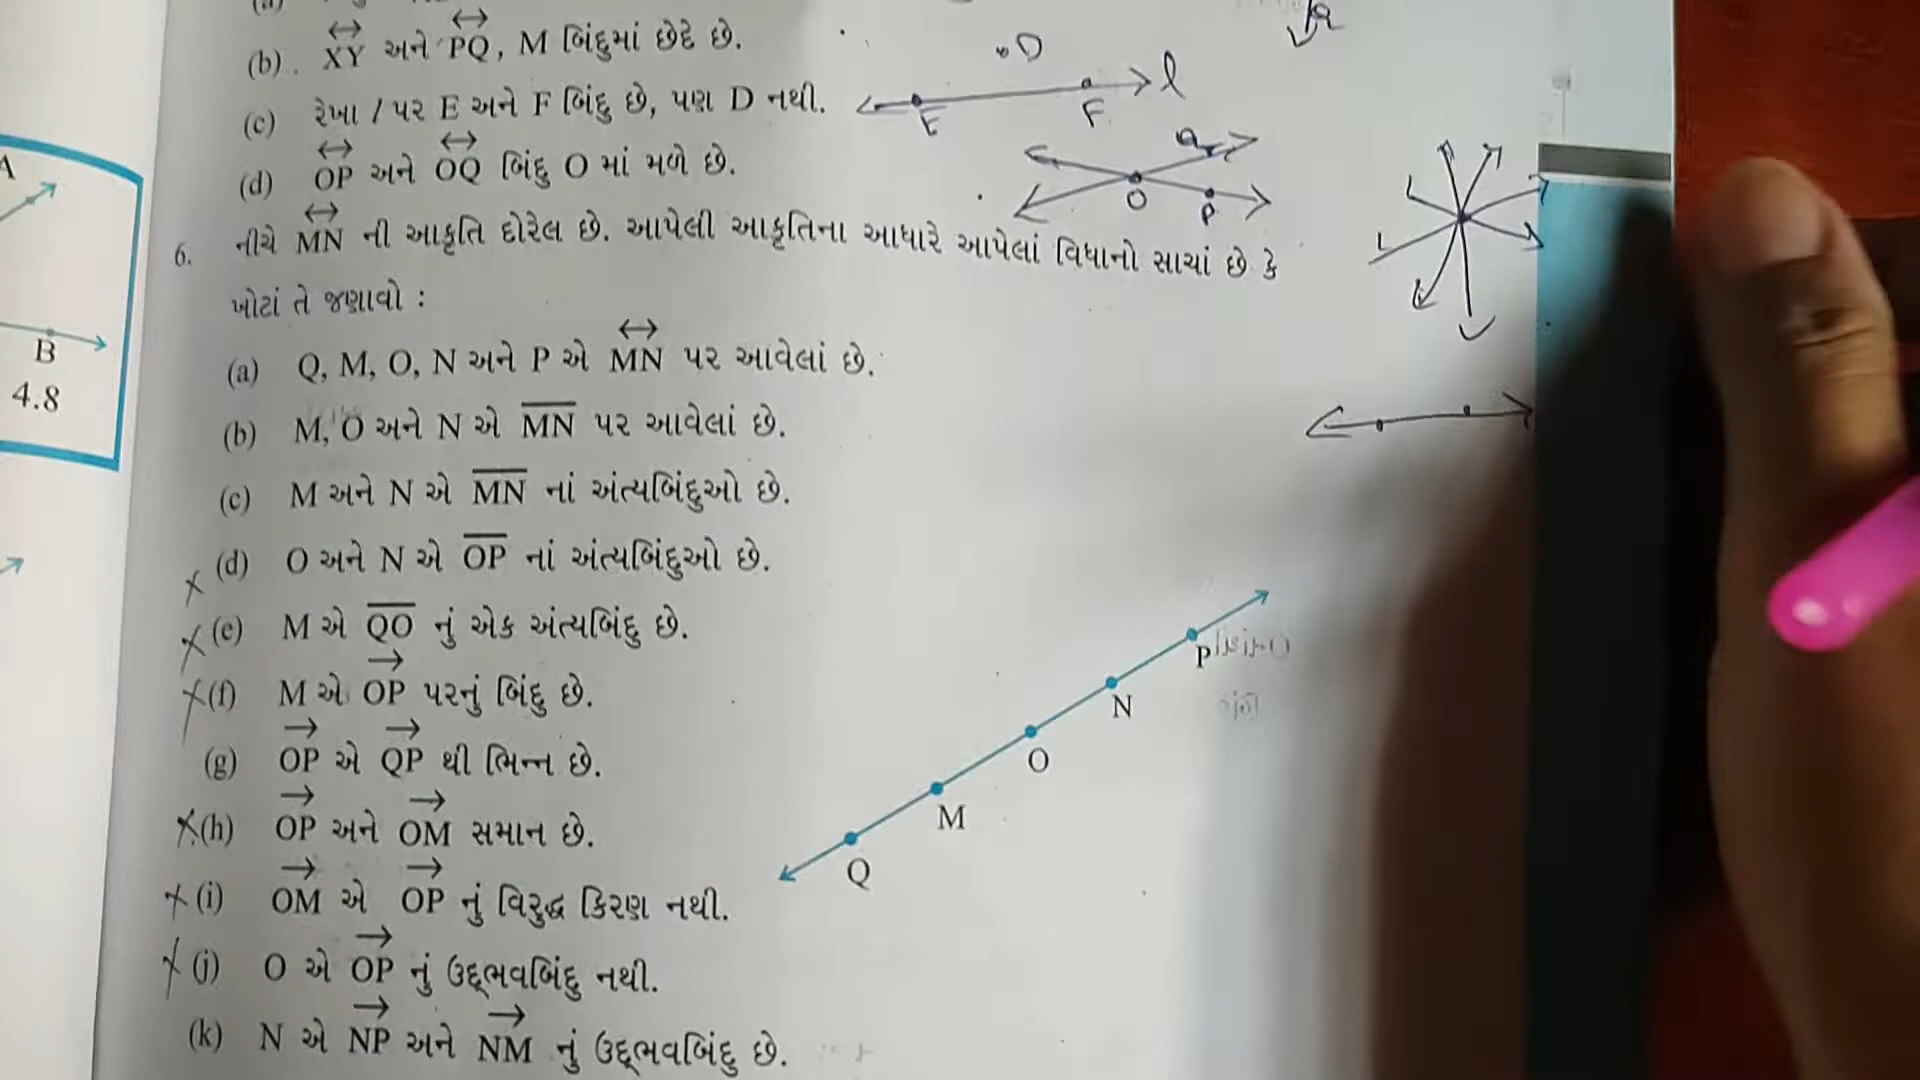 (b) XY અને PQ, M બિંદુમાં છેદે છે.
(c) રેખા l પર E અને F બિંદુ છે, પણ D નથી.
D
l
E
F
(d) OP અને OQ બિંદુ O માં મળે છે.
Q
O
P
6. નીચે MN ની આકૃતિ દોરેલ છે. આપેલી આકૃતિના આધારે આપેલાં વિધાનો સાચાં છે કે
ખોટાં તે જણાવો :
(a) Q, M, O, N અને P એ MN પર આવેલાં છે.
(b) M, O અને N એ MN પર આવેલાં છે.
(c) M અને N એ MN નાં અંત્યબિંદુઓ છે.
(d) O અને N એ OP નાં અંત્યબિંદુઓ છે.
(e) M એ QO નું એક અંત્યબિંદુ છે.
(f) M એ OP પરનું બિંદુ છે.
(g) OP એ QP થી ભિન્ન છે.
(h) OP અને OM સમાન છે.
(i) OM એ OP નું વિરુદ્ધ કિરણ નથી.
(j) O એ OP નું ઉદ્દ્ભવબિંદુ નથી.
(k) N એ NP અને NM નું ઉદ્દ્ભવબિંદુ છે.
P
N
O
M
Q
A
B
4.8